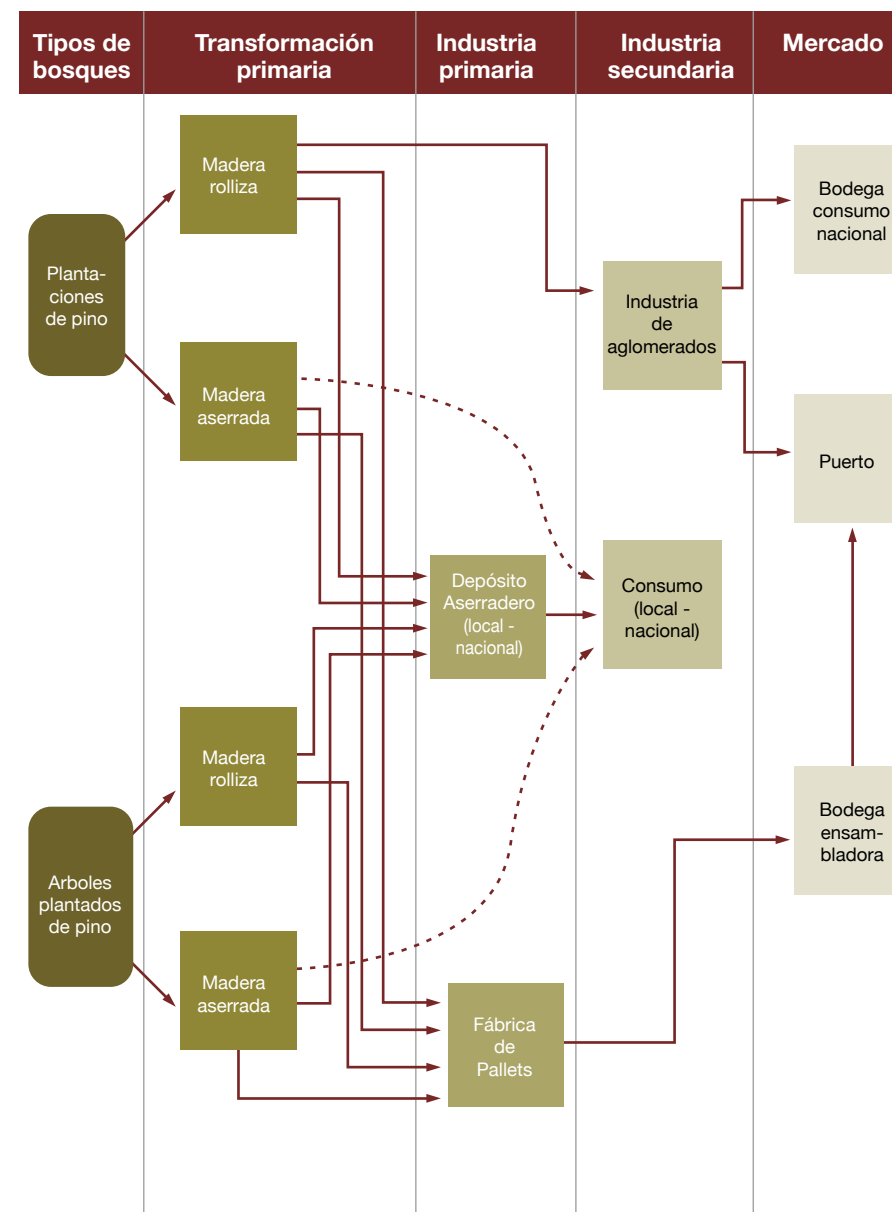 Tipos de
bosques
Transformación
primaria
Industria
primaria
Industria
secundaria
Mercado
Madera
rolliza
Bodega
consumo
nacional
Planta-
ciones
de pino
Industria
de
aglomerados
Madera
aserrada
Puerto
Depósito
Aserradero
(local -
nacional)
Consumo
(local -
nacional)
Madera
rolliza
Bodega
ensam-
bladora
Arboles
plantados
de pino
Madera
aserrada
Fábrica
de
Pallets